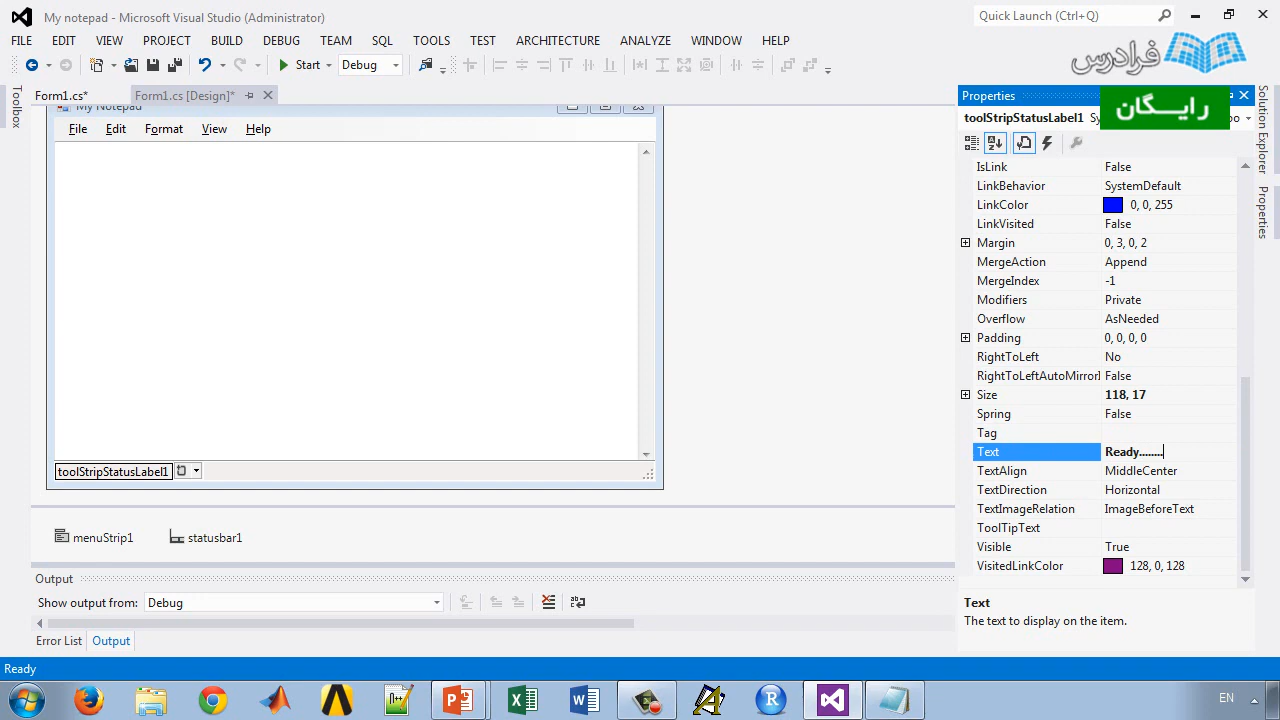 My notepad - Microsoft Visual Studio (Administrator)
Quick Launch (Ctrl+Q)
FILE EDIT VIEW PROJECT BUILD DEBUG TEAM SQL TOOLS TEST ARCHITECTURE ANALYZE WINDOW HELP
فرادرس
Start Debug
Form1.cs* Form1.cs [Design]*
Toolbox
My Notepad
File Edit Format View Help
toolStripStatusLabel1
menuStrip1 statusbar1
Output
Show output from: Debug
Error List Output
Properties
رایگان
toolStripStatusLabel1
IsLink False
LinkBehavior SystemDefault
LinkColor 0, 0, 255
LinkVisited False
Margin 0, 3, 0, 2
MergeAction Append
MergeIndex -1
Modifiers Private
Overflow AsNeeded
Padding 0, 0, 0, 0
RightToLeft No
RightToLeftAutoMirrorI False
Size 118, 17
Spring False
Tag
Text Ready........
TextAlign MiddleCenter
TextDirection Horizontal
TextImageRelation ImageBeforeText
ToolTipText
Visible True
VisitedLinkColor 128, 0, 128
Text
The text to display on the item.
Solution Explorer
Properties
Ready
EN